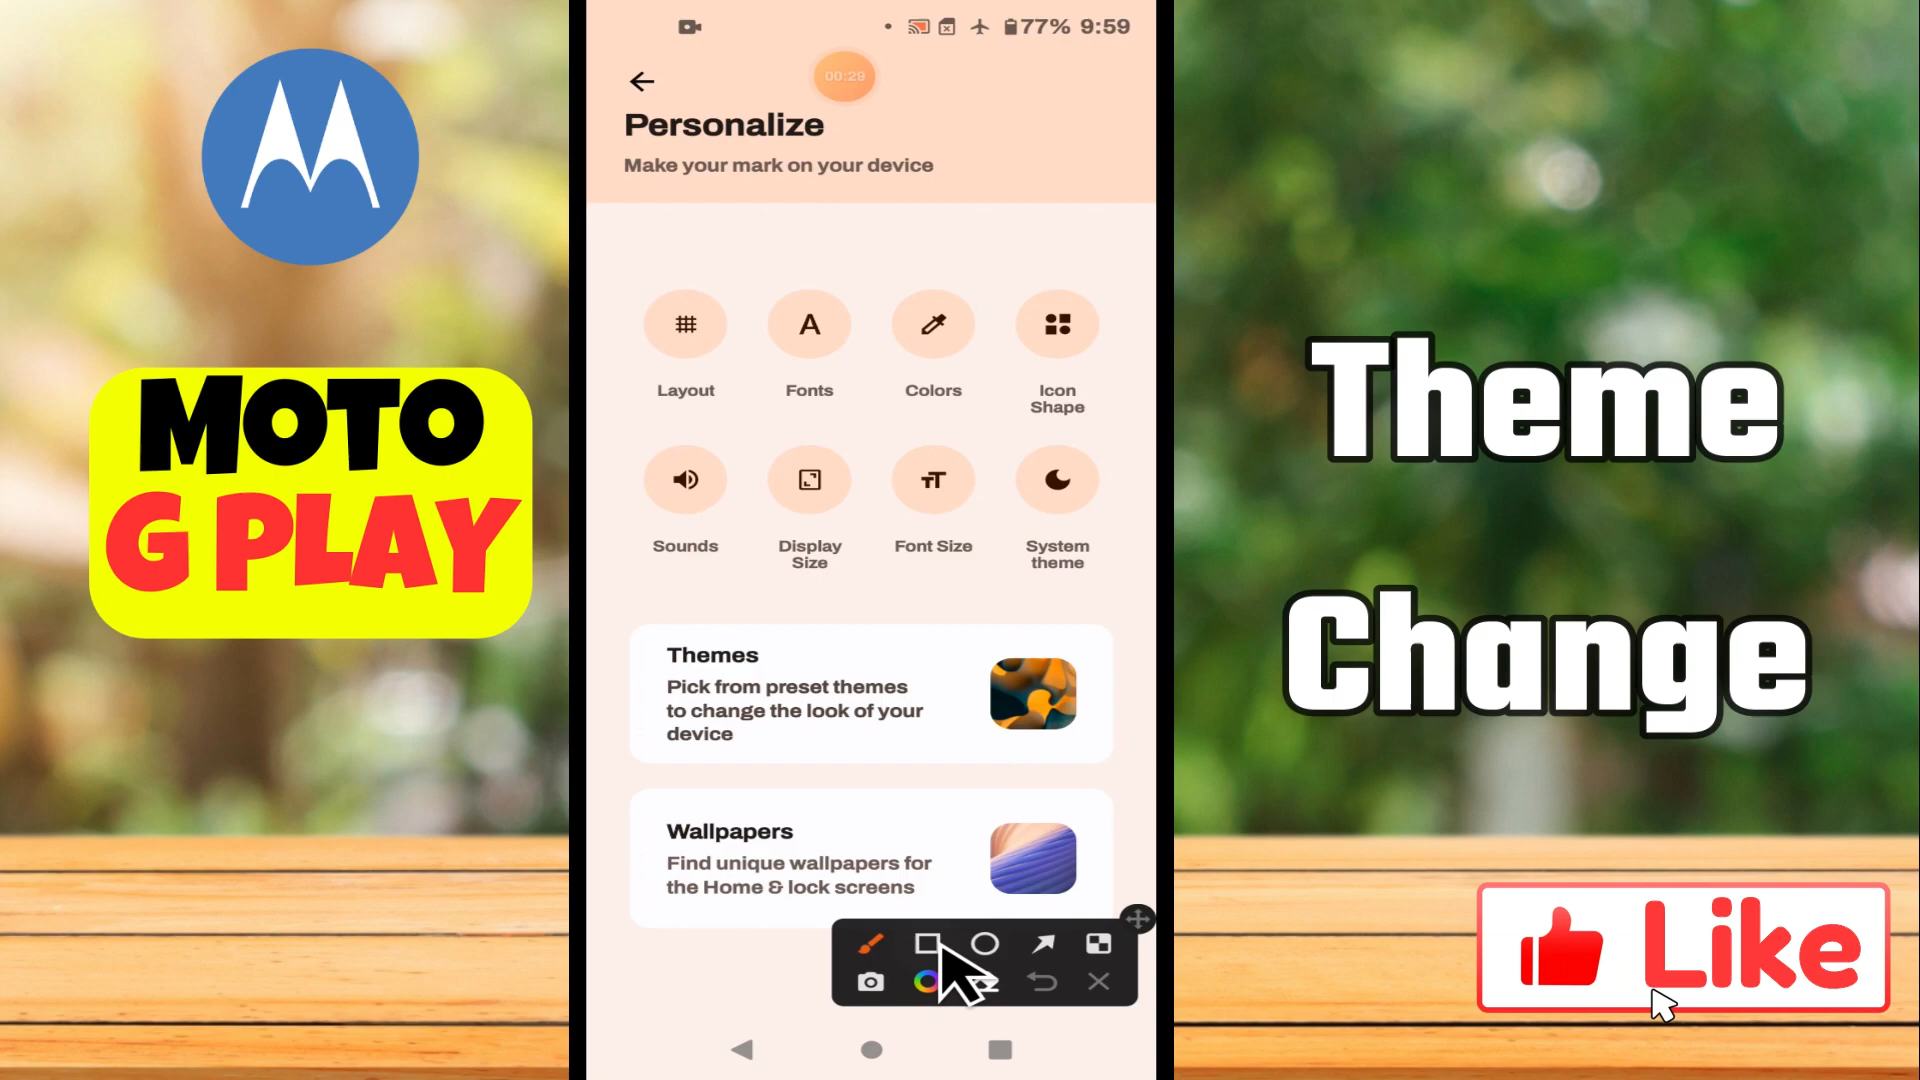 77% 9:59
00:29
Personalize
Make your mark on your device
Layout
Fonts
Colors
Icon
Shape
Sounds
Display
Size
Font Size
System
theme
Themes
Pick from preset themes
to change the look of your
device
Wallpapers
Find unique wallpapers for
the Home & lock screens
MOTO
G PLAY
Theme
Change
Like